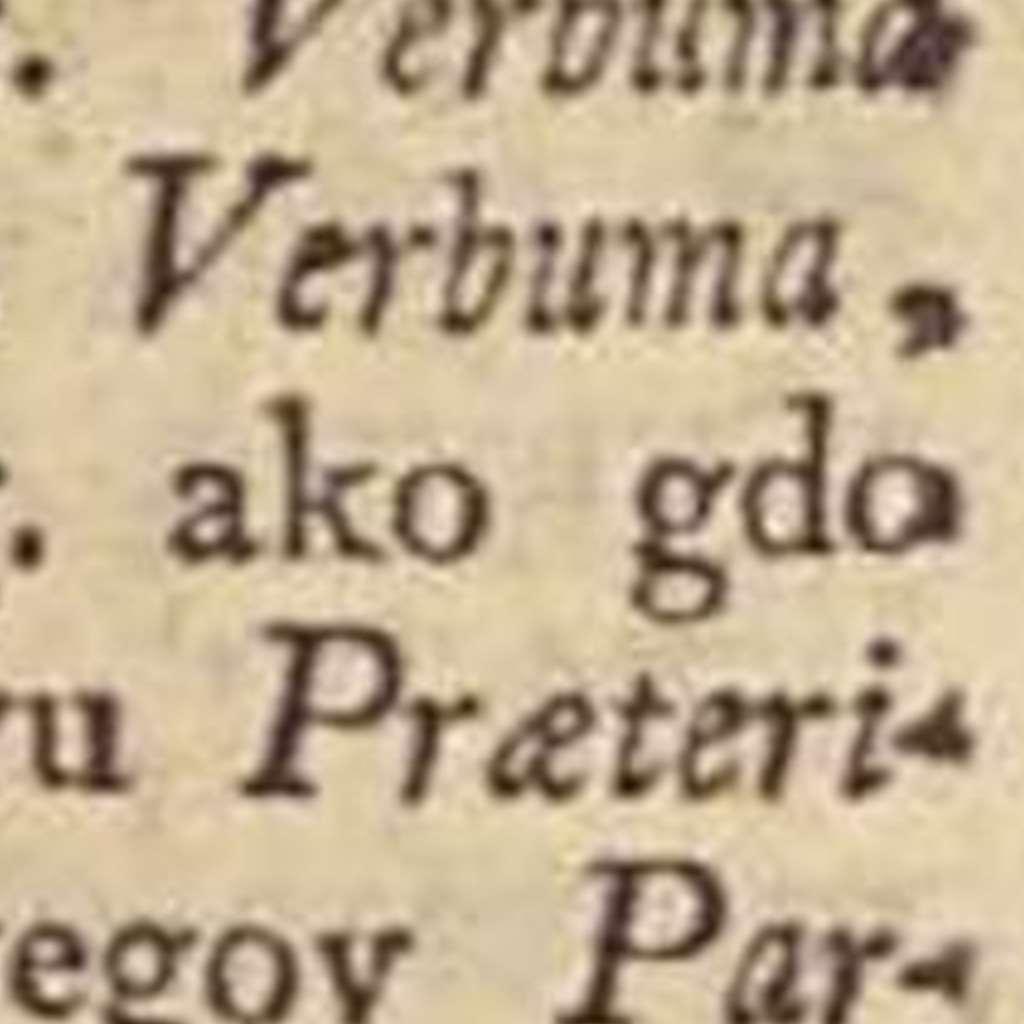 . Verbuma
Verbuma,
. ako gdo
Præteri-
Par-